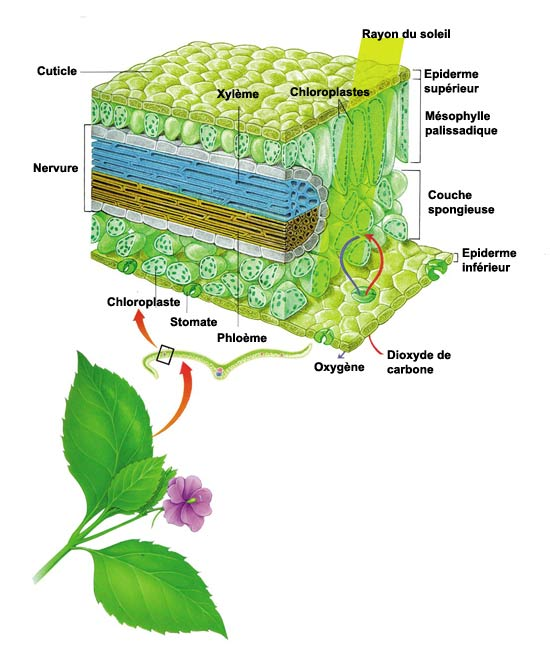 Rayon du soleil
Cuticle
Xylème
Chloroplastes
Epiderme
supérieur
Mésophylle
palissadique
Nervure
Couche
spongieuse
Epiderme
inférieur
Chloroplaste
Stomate
Phloème
Oxygène
Dioxyde de
carbone